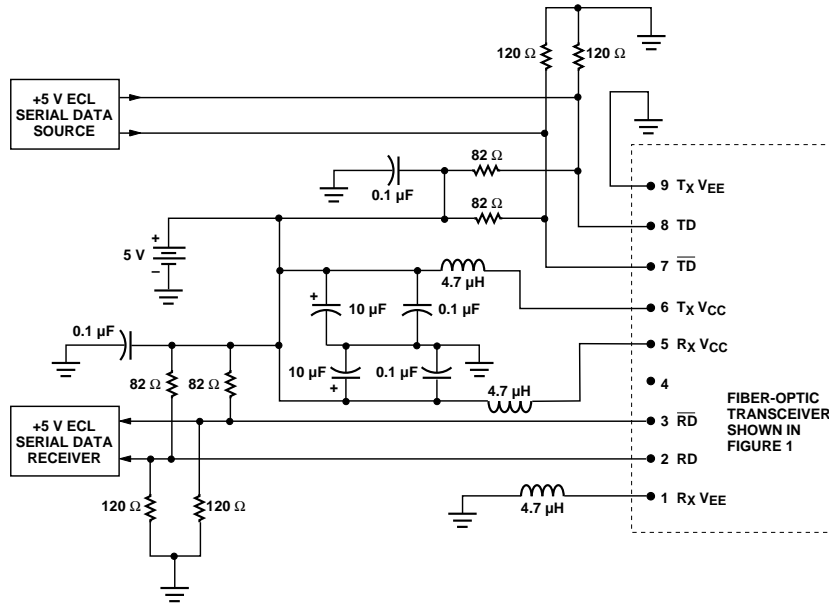 120 Ω
120 Ω
+5 V ECL
SERIAL DATA
SOURCE
82 Ω
0.1 µF
9 TX VEE
82 Ω
8 TD
+
5 V
–
7 T̅D̅
4.7 µH
+
10 µF
0.1 µF
6 TX VCC
0.1 µF
5 RX VCC
82 Ω
82 Ω
10 µF
+
0.1 µF
4.7 µH
4
FIBER-OPTIC
TRANSCEIVER
SHOWN IN
FIGURE 1
+5 V ECL
SERIAL DATA
RECEIVER
3 R̅D̅
2 RD
120 Ω
120 Ω
4.7 µH
1 RX VEE